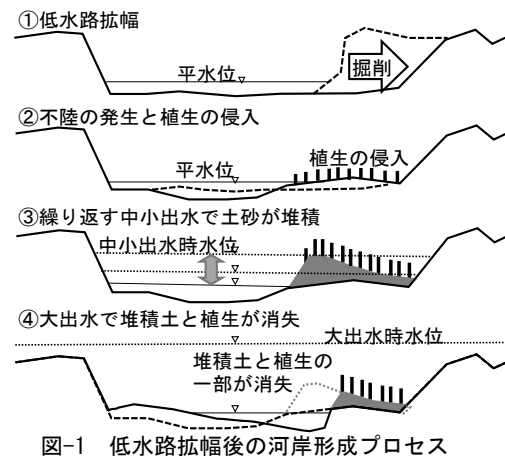 ①低水路拡幅
平水位
掘削
②不陸の発生と植生の侵入
平水位
植生の侵入
③繰り返す中小出水で土砂が堆積
中小出水時水位
④大出水で堆積土と植生が消失
大出水時水位
堆積土と植生の
一部が消失
図-1 低水路拡幅後の河岸形成プロセス